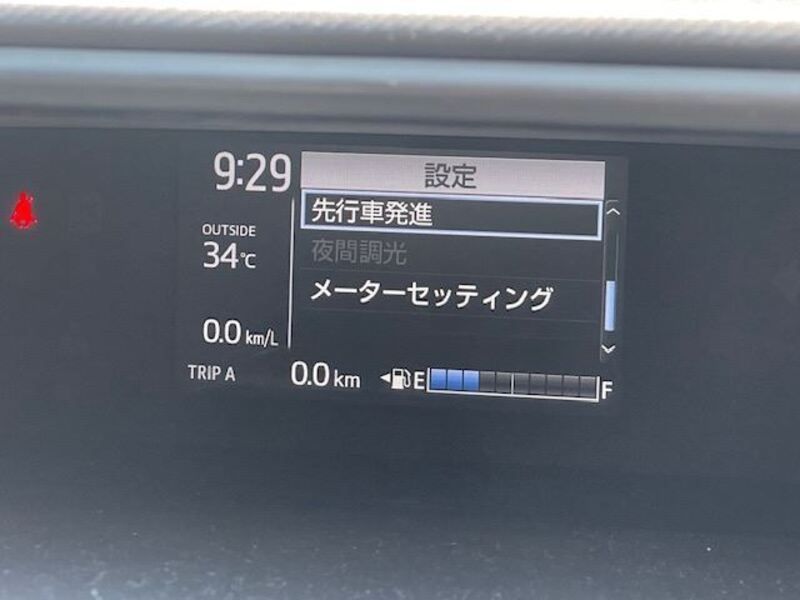 9:29
設定
先行車発進
夜間調光
メーターセッティング
OUTSIDE
34℃
0.0 km/L
TRIP A 0.0 km E F